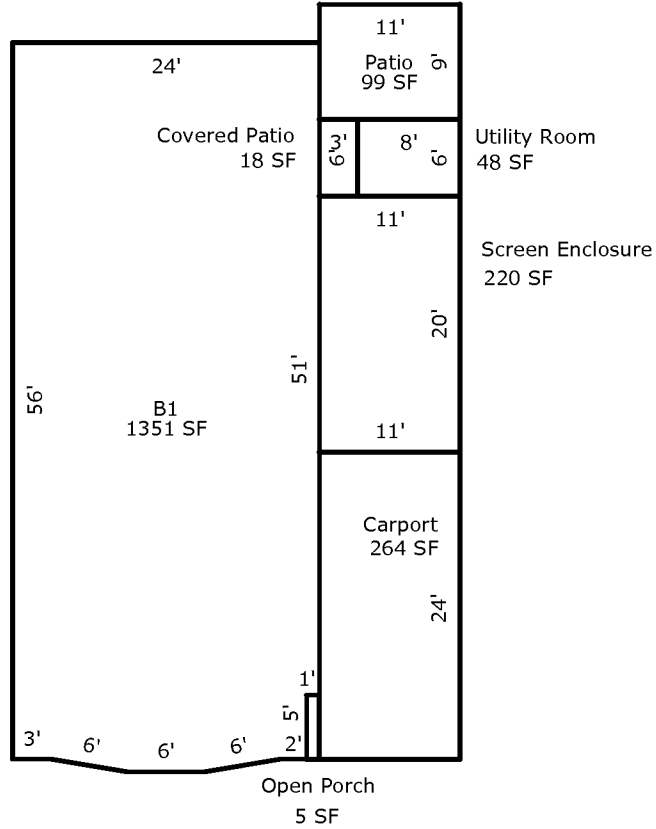 11'
24'
Patio
9'
99 SF
Covered Patio
18 SF
3'
6'
8'
6'
Utility Room
48 SF
11'
Screen Enclosure
220 SF
20'
51'
56'
B1
1351 SF
11'
Carport
264 SF
24'
1'
5'
3'
6'
6'
6'
2'
Open Porch
5 SF